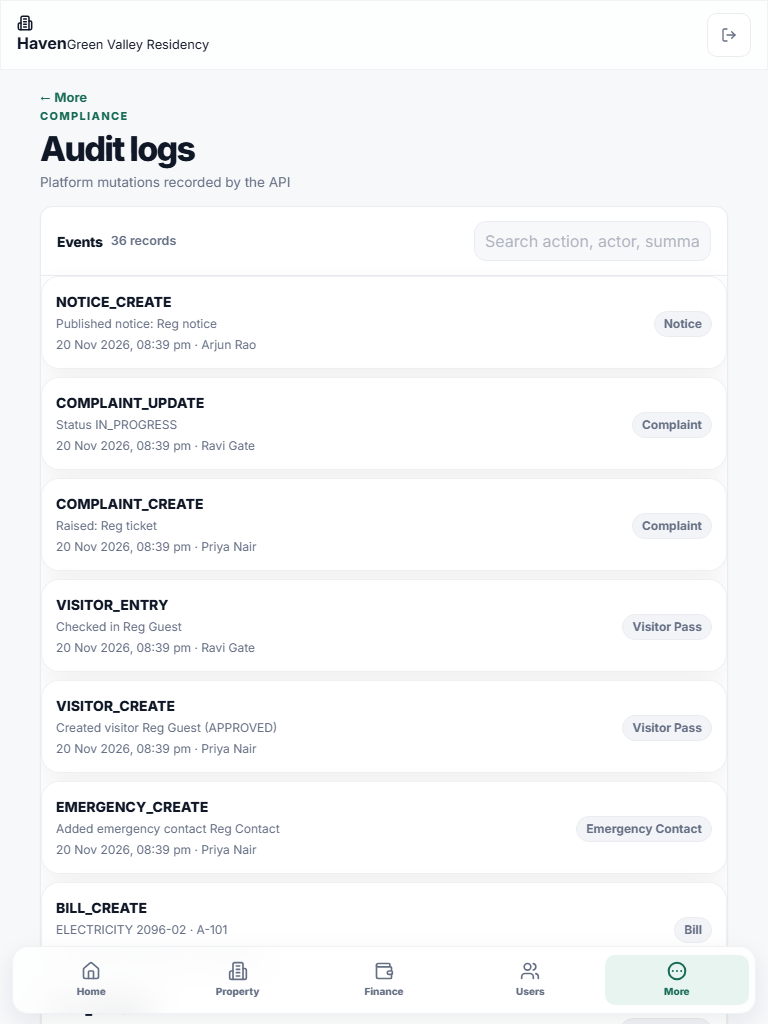 HavenGreen Valley Residency
← More
COMPLIANCE
Audit logs
Platform mutations recorded by the API
Events 36 records
Search action, actor, summa
NOTICE_CREATE
Published notice: Reg notice
20 Nov 2026, 08:39 pm · Arjun Rao
Notice
COMPLAINT_UPDATE
Status IN_PROGRESS
20 Nov 2026, 08:39 pm · Ravi Gate
Complaint
COMPLAINT_CREATE
Raised: Reg ticket
20 Nov 2026, 08:39 pm · Priya Nair
Complaint
VISITOR_ENTRY
Checked in Reg Guest
20 Nov 2026, 08:39 pm · Ravi Gate
Visitor Pass
VISITOR_CREATE
Created visitor Reg Guest (APPROVED)
20 Nov 2026, 08:39 pm · Priya Nair
Visitor Pass
EMERGENCY_CREATE
Added emergency contact Reg Contact
20 Nov 2026, 08:39 pm · Priya Nair
Emergency Contact
BILL_CREATE
ELECTRICITY 2096-02 · A-101
Bill
Home
Property
Finance
Users
More